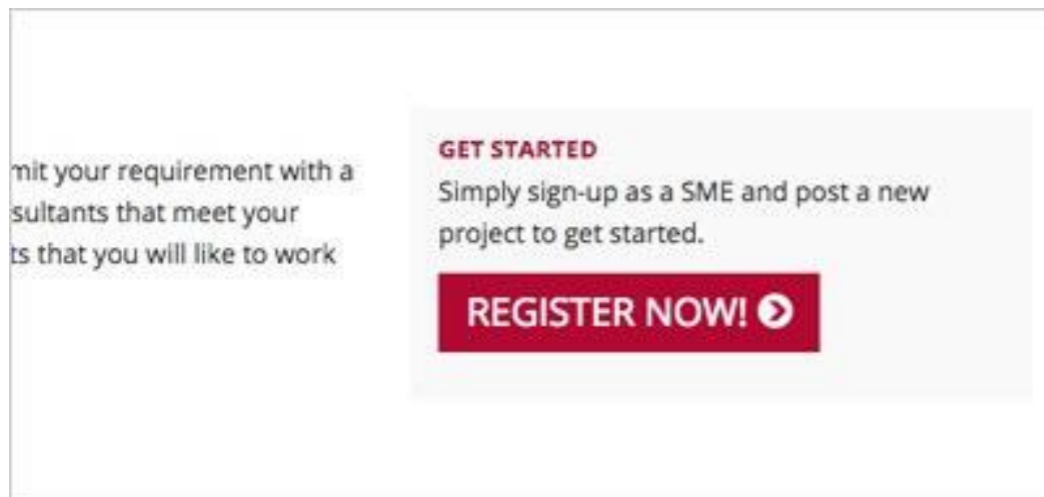 mit your requirement with a
sultants that meet your
ts that you will like to work
GET STARTED
Simply sign-up as a SME and post a new
project to get started.
REGISTER NOW!